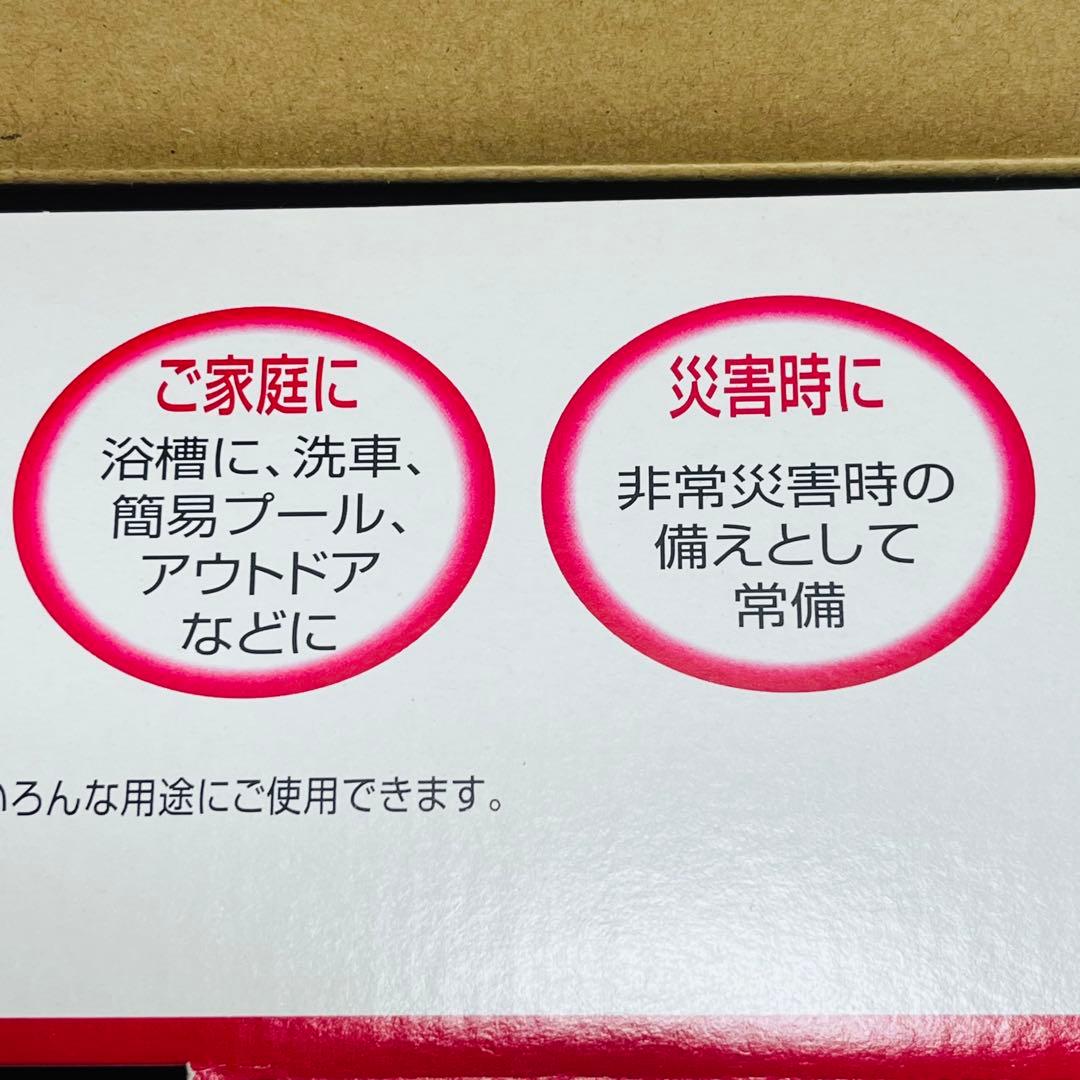 ご家庭に
浴槽に、洗車、
簡易プール、
アウトドア
などに
災害時に
非常災害時の
備えとして
常備
いろんな用途にご使用できます。